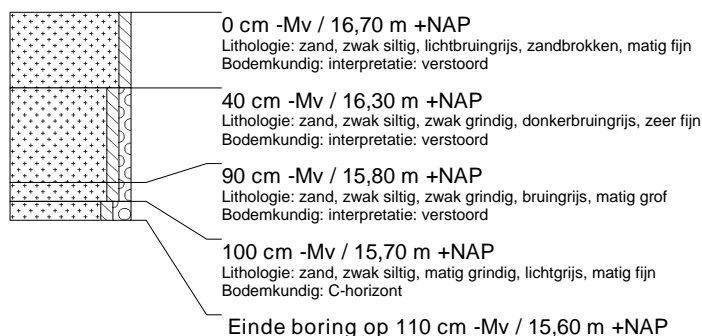 0 cm -Mv / 16,70 m +NAP
Lithologie: zand, zwak siltig, lichtbruingrijs, zandbrokken, matig fijn
Bodemkundig: interpretatie: verstoord
40 cm -Mv / 16,30 m +NAP
Lithologie: zand, zwak siltig, zwak grindig, donkerbruingrijs, zeer fijn
Bodemkundig: interpretatie: verstoord
90 cm -Mv / 15,80 m +NAP
Lithologie: zand, zwak siltig, zwak grindig, bruingrijs, matig grof
Bodemkundig: interpretatie: verstoord
100 cm -Mv / 15,70 m +NAP
Lithologie: zand, zwak siltig, matig grindig, lichtgrijs, matig fijn
Bodemkundig: C-horizont
Einde boring op 110 cm -Mv / 15,60 m +NAP